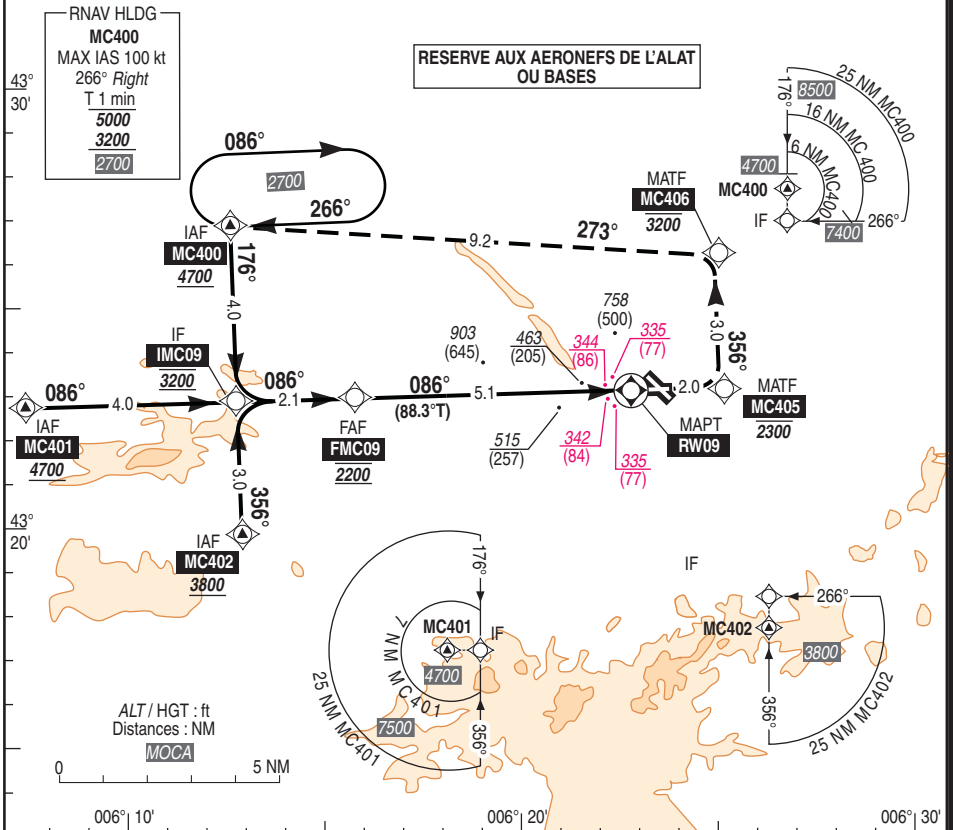 RNAV HLDG
MC400
MAX IAS 100 kt
266° Right
T 1 min
5000
3200
2700
RESERVE AUX AERONEFS DE L'ALAT
OU BASES
43°
30'
25 NM MC400
8500
176°
16 NM MC 400
6 NM MC400
4700
MC400
IF
266°
7400
086°
2700
266°
IAF
MC400
4700
176°
4.0
9.2
273°
MATF
MC406
3200
3.0
356°
IF
IMC09
3200
086°
4.0
IAF
MC401
4700
086°
2.1
FAF
FMC09
2200
086°
(88.3°T)
5.1
903
(645)
463
(205)
758
(500)
344
(86)
335
(77)
515
(257)
342
(84)
335
(77)
MAPT
RW09
2.0
MATF
MC405
2300
3.0
356°
IAF
MC402
3800
43°
20'
176°
MC401
IF
4700
7 NM MC401
7500
25 NM MC401
356°
IF
266°
MC402
3800
356°
25 NM MC402
ALT / HGT : ft
Distances : NM
MOCA
0
5 NM
006° 10'
006° 20'
006° 30'